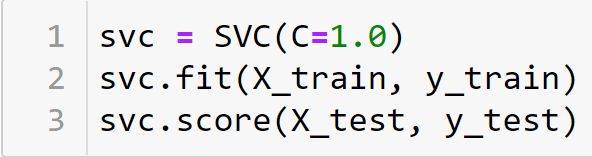 1 svc = SVC(C=1.0)
2 svc.fit(X_train, y_train)
3 svc.score(X_test, y_test)